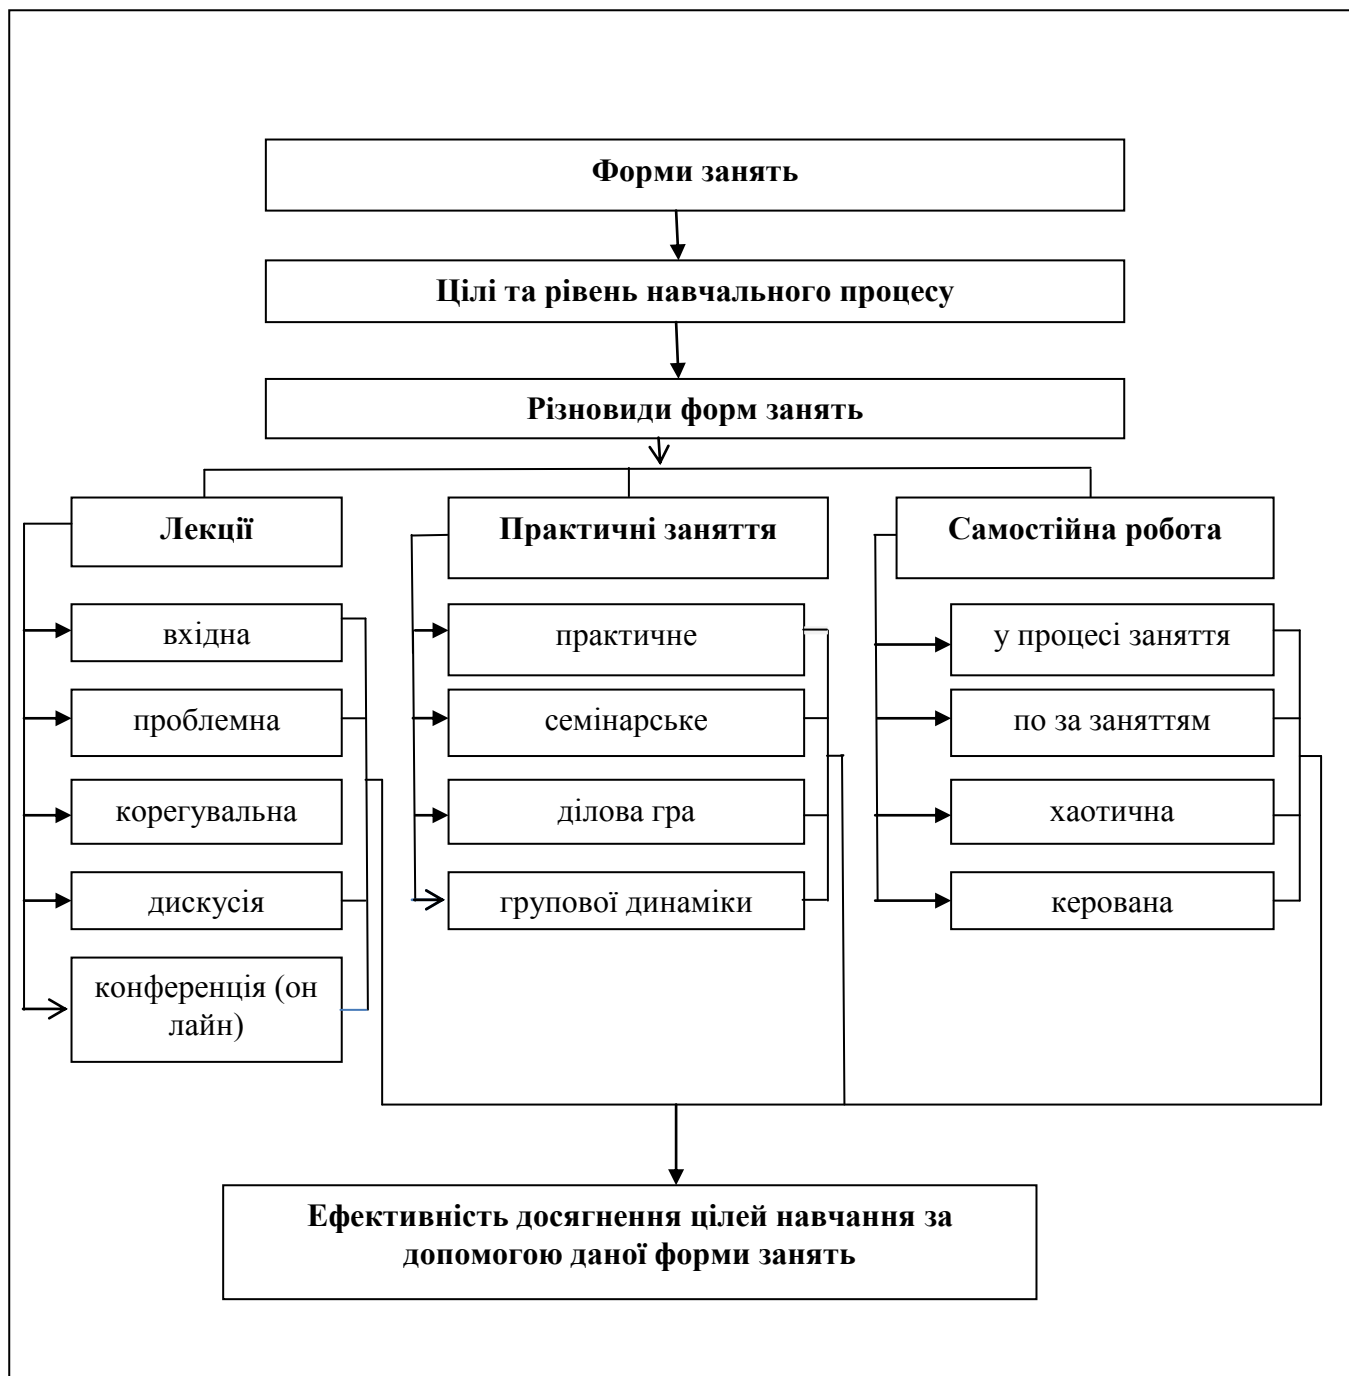 Форми занять
Цілі та рівень навчального процесу
Різновиди форм занять
Лекції
вхідна
проблемна
корегувальна
дискусія
конференція (он
лайн)
Практичні заняття
практичне
семінарське
ділова гра
групової динаміки
Самостійна робота
у процесі заняття
по за заняттям
хаотична
керована
Ефективність досягнення цілей навчання за
допомогою даної форми занять